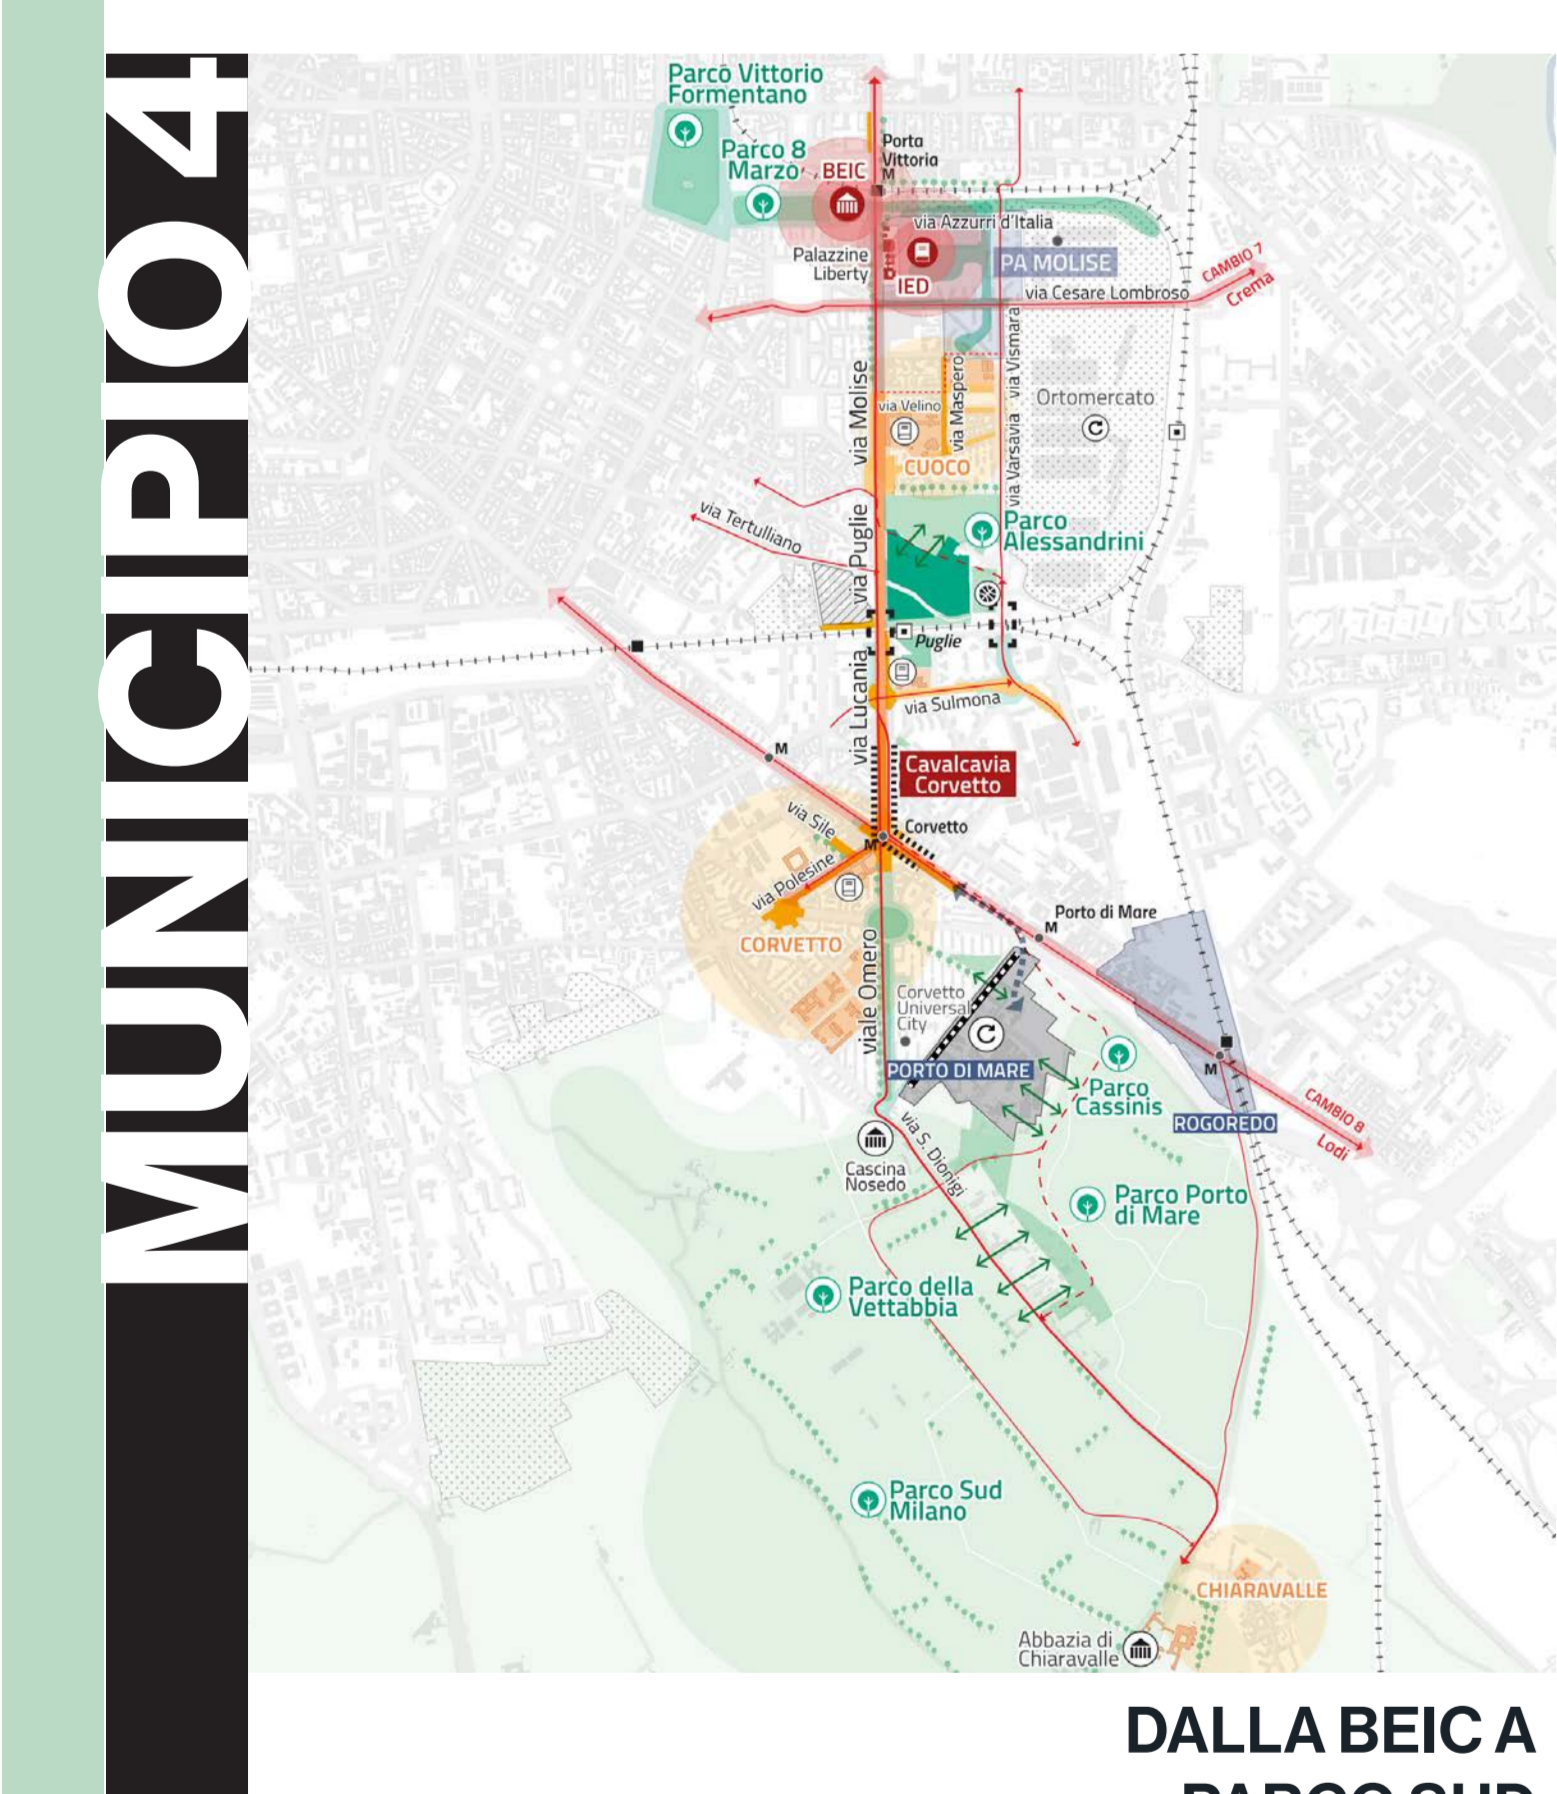 MUNICIPIO 4
Parco Vittorio
Formentano
Parco 8
Marzo
BEIC
Porta
Vittoria
M
via Azzurri d'Italia
Palazzine
Liberty
IED
PA MOLISE
CAMBIO 7
Crema
via Cesare Lombroso
via Molise
via Velino
via Maspero
via Vismara
via Varsavia
Ortomercato
CUOCO
via Tertulliano
via Puglie
Parco
Alessandrini
Puglie
via Lucania
via Sulmona
M
Cavalcavia
Corvetto
via Sile
Corvetto
M
via Polesine
CORVETTO
Porto di Mare
M
viale Omero
Corvetto
Universal
City
PORTO DI MARE
Parco
Cassinis
M
ROGOREDO
CAMBIO 8
Lodi
via S. Dionigi
Cascina
Nosedo
Parco Porto
di Mare
Parco della
Vettabbia
Parco Sud
Milano
CHIARAVALLE
Abbazia di
Chiaravalle
DALLA BEIC A
PARCO SUD